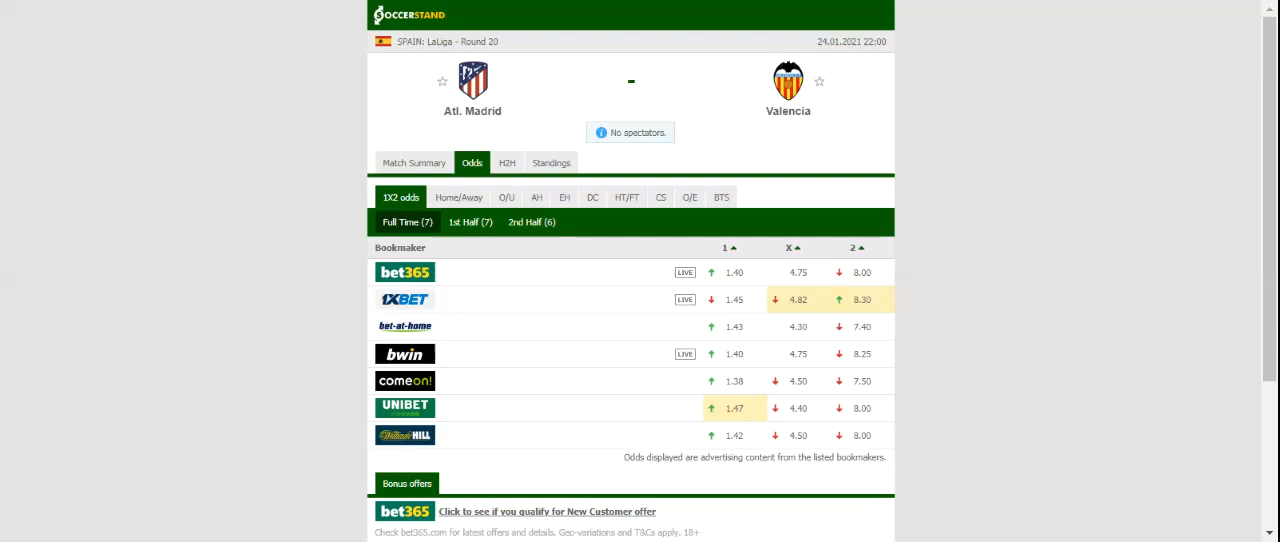 SOCCERSTAND
SPAIN: LaLiga - Round 20 24.01.2021 22:00
-
Atl. Madrid Valencia
No spectators.
Match Summary Odds H2H Standings
1X2 odds Home/Away O/U AH EH DC HT/FT CS O/E BTS
Full Time (7) 1st Half (7) 2nd Half (6)
Bookmaker 1 X 2
bet365 LIVE 1.40 4.75 8.00
1XBET LIVE 1.45 4.82 8.30
bet-at-home 1.43 4.30 7.40
bwin LIVE 1.40 4.75 8.25
comeon! 1.38 4.50 7.50
UNIBET 1.47 4.40 8.00
William HILL 1.42 4.50 8.00
Odds displayed are advertising content from the listed bookmakers.
Bonus offers
bet365 Click to see if you qualify for New Customer offer
Check bet365.com for latest offers and details. Geo-variations and T&Cs apply. 18+